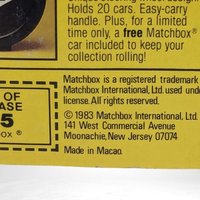 Holds 20 cars. Easy-carry
handle. Plus, for a limited
time only, a free Matchbox®
car included to keep your
collection rolling!
Matchbox is a registered trademark
Matchbox International, Ltd. used under
license. All rights reserved.
© 1983 Matchbox International, Ltd.
141 West Commercial Avenue
Moonachie, New Jersey 07074
Made in Macao.
OF
ASE
5
box®